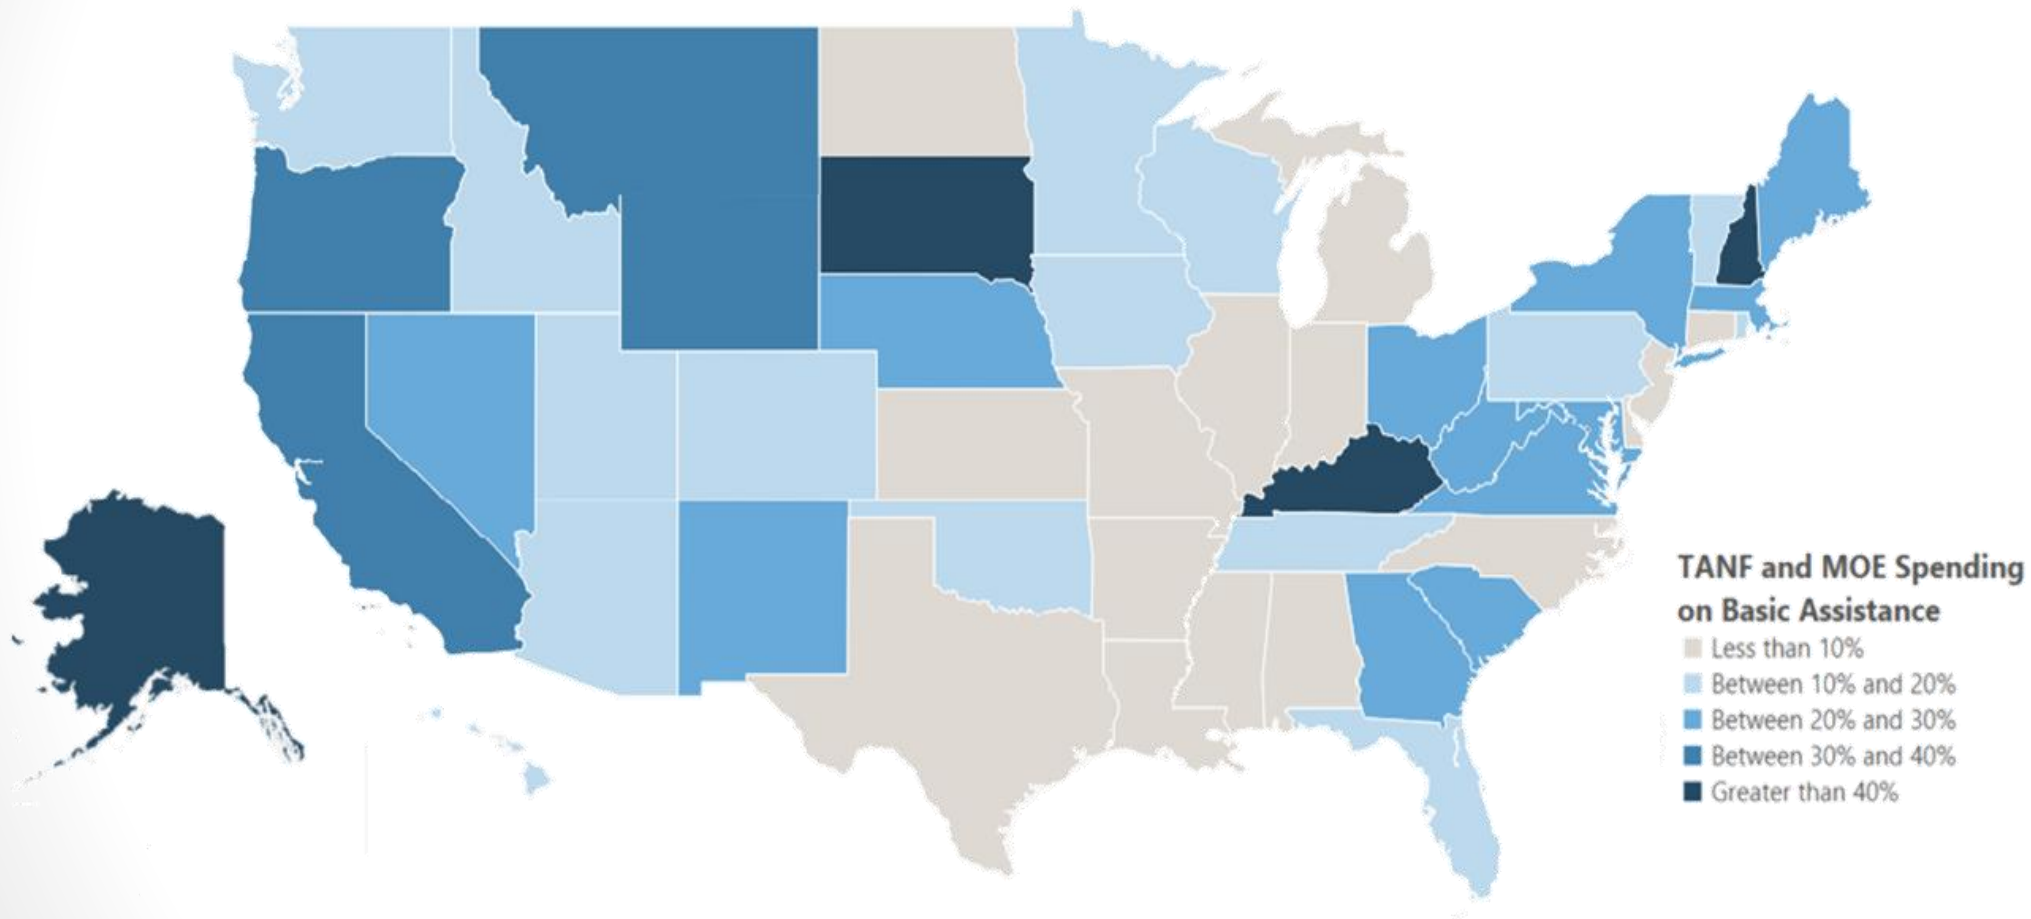 TANF and MOE Spending
on Basic Assistance
Less than 10%
Between 10% and 20%
Between 20% and 30%
Between 30% and 40%
Greater than 40%